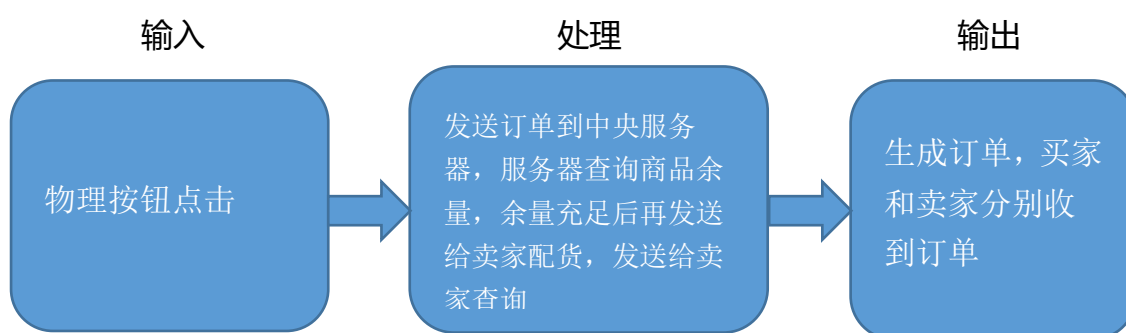 输入
处理
输出
物理按钮点击
发送订单到中央服务
器，服务器查询商品余
量，余量充足后再发送
给卖家配货，发送给卖
家查询
生成订单，买家
和卖家分别收
到订单